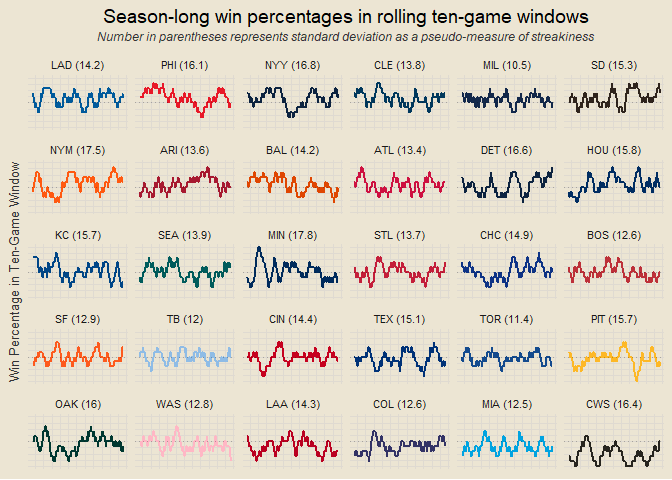 Season-long win percentages in rolling ten-game windows
Number in parentheses represents standard deviation as a pseudo-measure of streakiness
Win Percentage in Ten-Game Window
LAD (14.2) PHI (16.1) NYY (16.8) CLE (13.8) MIL (10.5) SD (15.3)
NYM (17.5) ARI (13.6) BAL (14.2) ATL (13.4) DET (16.6) HOU (15.8)
KC (15.7) SEA (13.9) MIN (17.8) STL (13.7) CHC (14.9) BOS (12.6)
SF (12.9) TB (12) CIN (14.4) TEX (15.1) TOR (11.4) PIT (15.7)
OAK (16) WAS (12.8) LAA (14.3) COL (12.6) MIA (12.5) CWS (16.4)